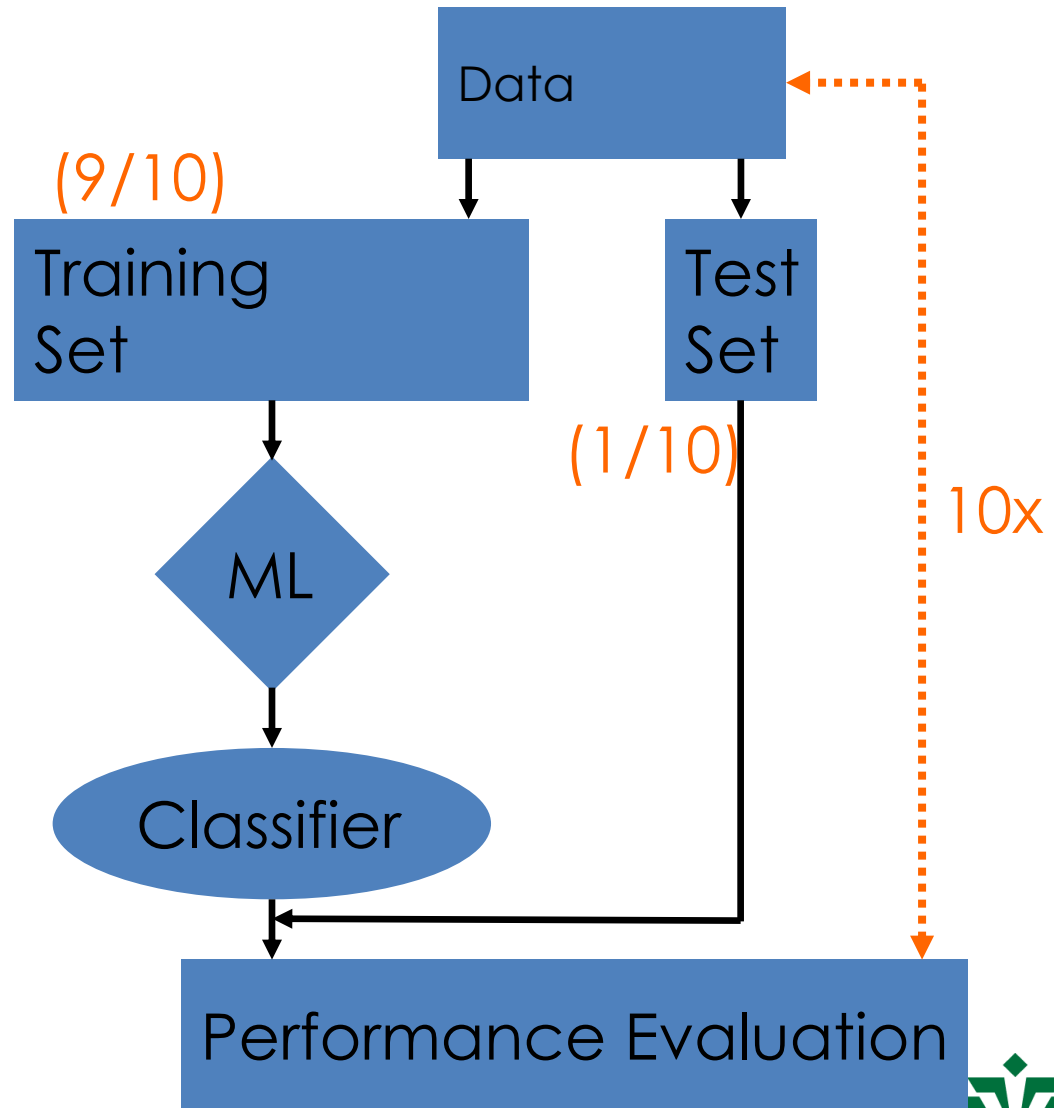 Data
(9/10)
Training
Set
Test
Set
(1/10)
10x
ML
Classifier
Performance Evaluation